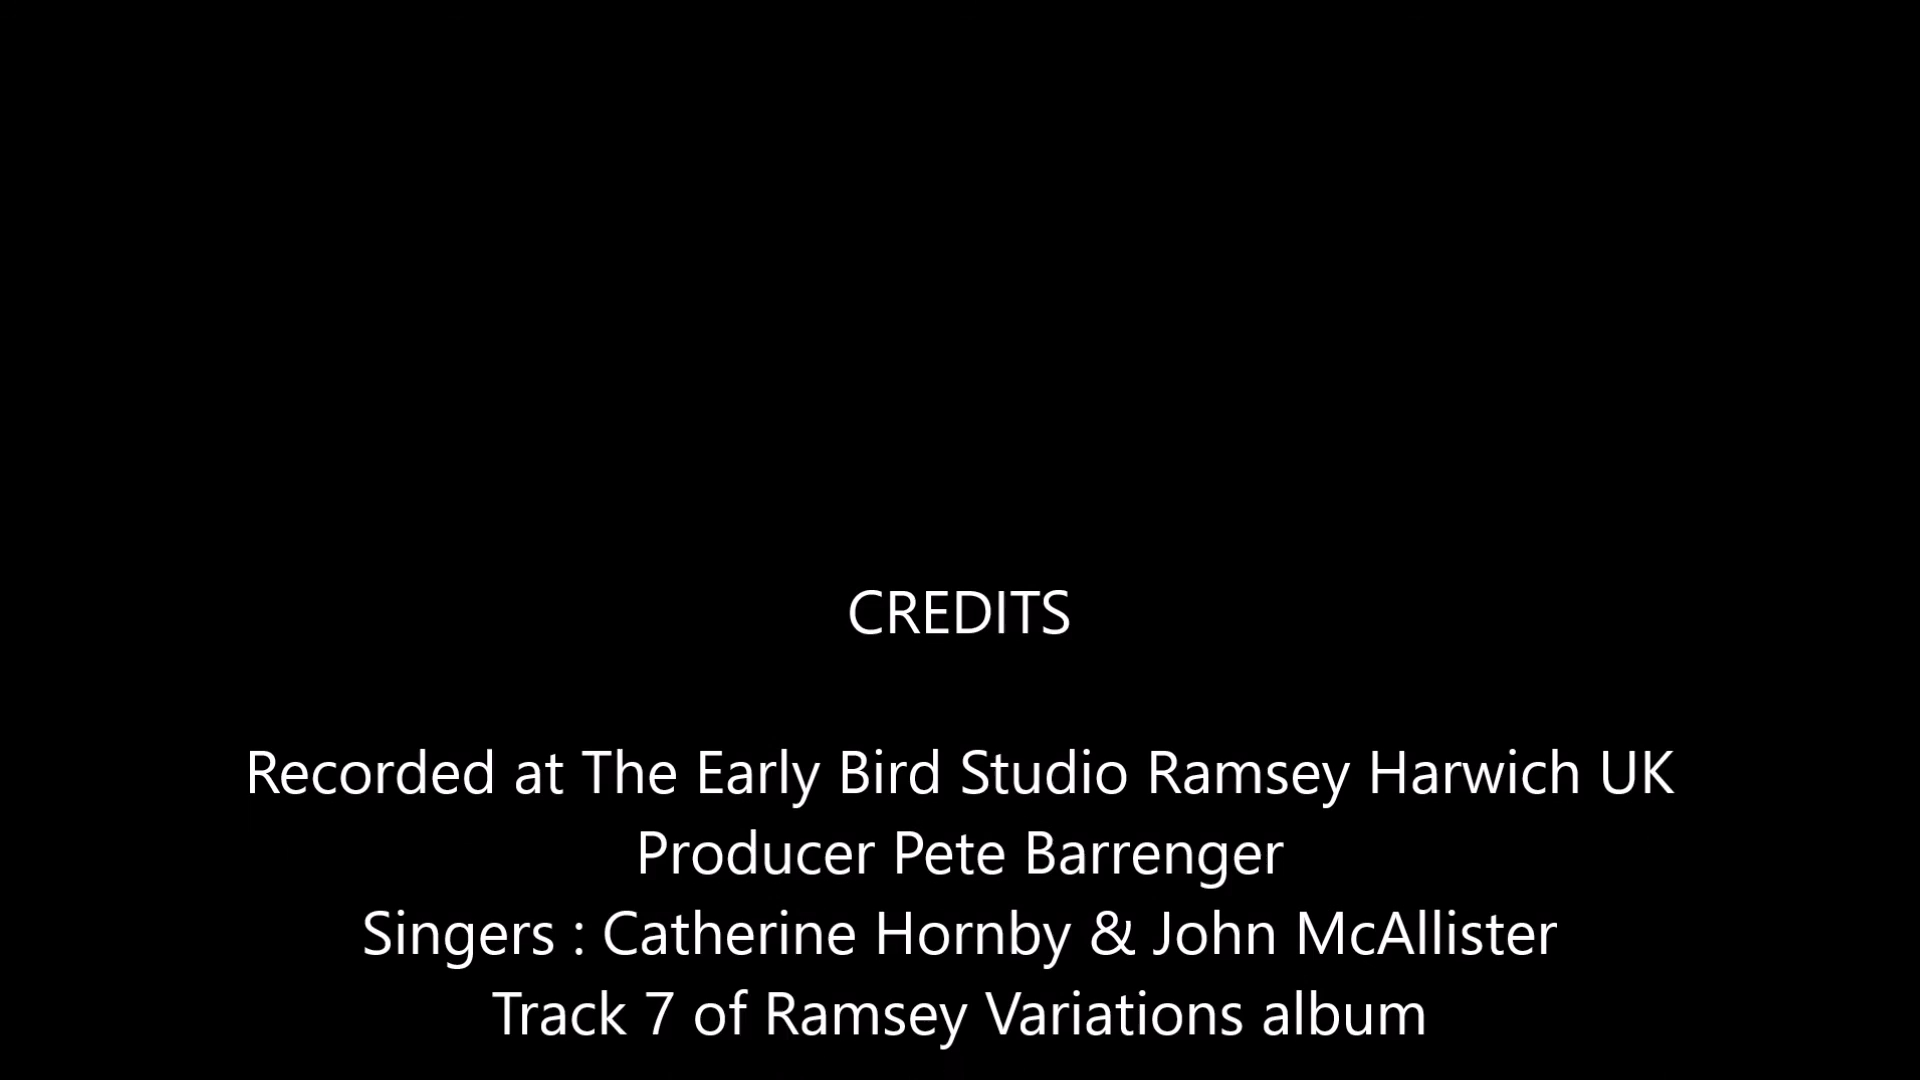 CREDITS
Recorded at The Early Bird Studio Ramsey Harwich UK
Producer Pete Barrenger
Singers : Catherine Hornby & John McAllister
Track 7 of Ramsey Variations album